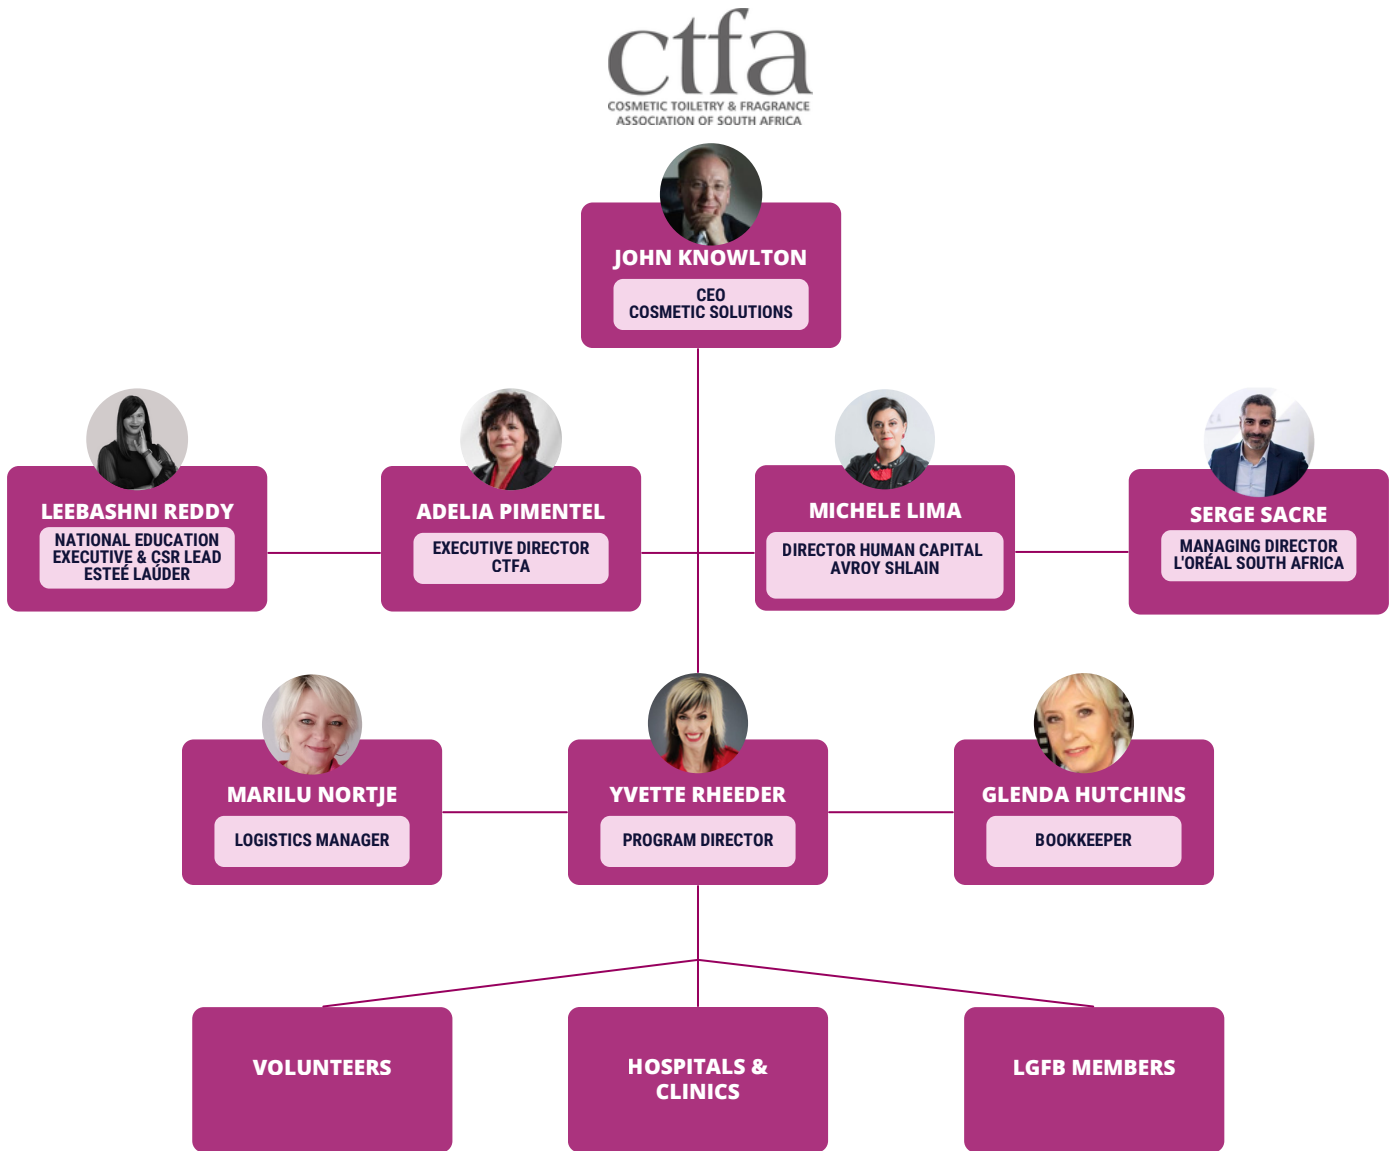 ctfa
COSMETIC TOILETRY & FRAGRANCE
ASSOCIATION OF SOUTH AFRICA
JOHN KNOWLTON
CEO
COSMETIC SOLUTIONS
LEEBASHNI REDDY
NATIONAL EDUCATION
EXECUTIVE & CSR LEAD
ESTEÉ LAÚDER
ADELIA PIMENTEL
EXECUTIVE DIRECTOR
CTFA
MICHELE LIMA
DIRECTOR HUMAN CAPITAL
AVROY SHLAIN
SERGE SACRE
MANAGING DIRECTOR
L'ORÉAL SOUTH AFRICA
MARILU NORTJE
LOGISTICS MANAGER
YVETTE RHEEDER
PROGRAM DIRECTOR
GLENDA HUTCHINS
BOOKKEEPER
VOLUNTEERS
HOSPITALS &
CLINICS
LGFB MEMBERS